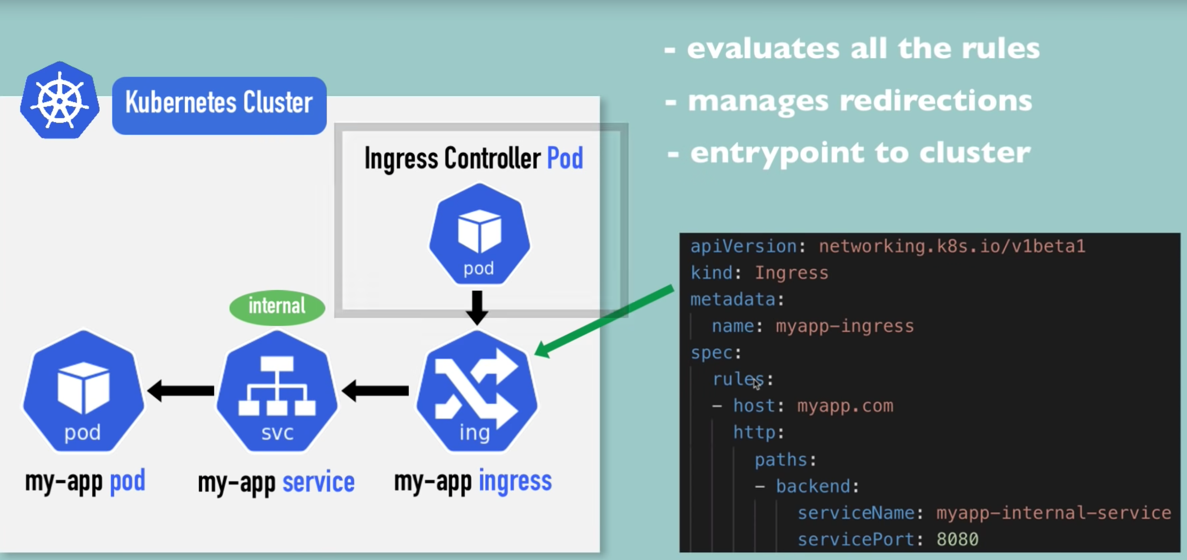 - evaluates all the rules
- manages redirections
- entrypoint to cluster
Kubernetes Cluster
Ingress Controller Pod
pod
internal
pod
svc
ing
my-app pod
my-app service
my-app ingress
apiVersion: networking.k8s.io/v1beta1
kind: Ingress
metadata:
name: myapp-ingress
spec:
rules:
- host: myapp.com
http:
paths:
- backend:
serviceName: myapp-internal-service
servicePort: 8080